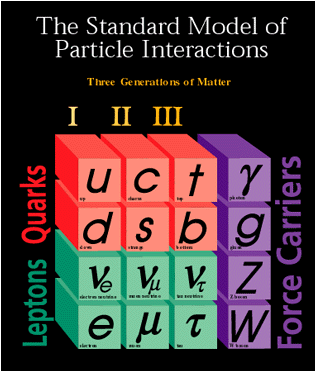 The Standard Model of
Particle Interactions
Three Generations of Matter
I II III
Quarks
Leptons
Force Carriers
u c t γ
up charm top photon
d s b g
down strange bottom gluon
νe νμ ντ Z
electron neutrino muon neutrino tau neutrino Z boson
e μ τ W
electron muon tau W boson